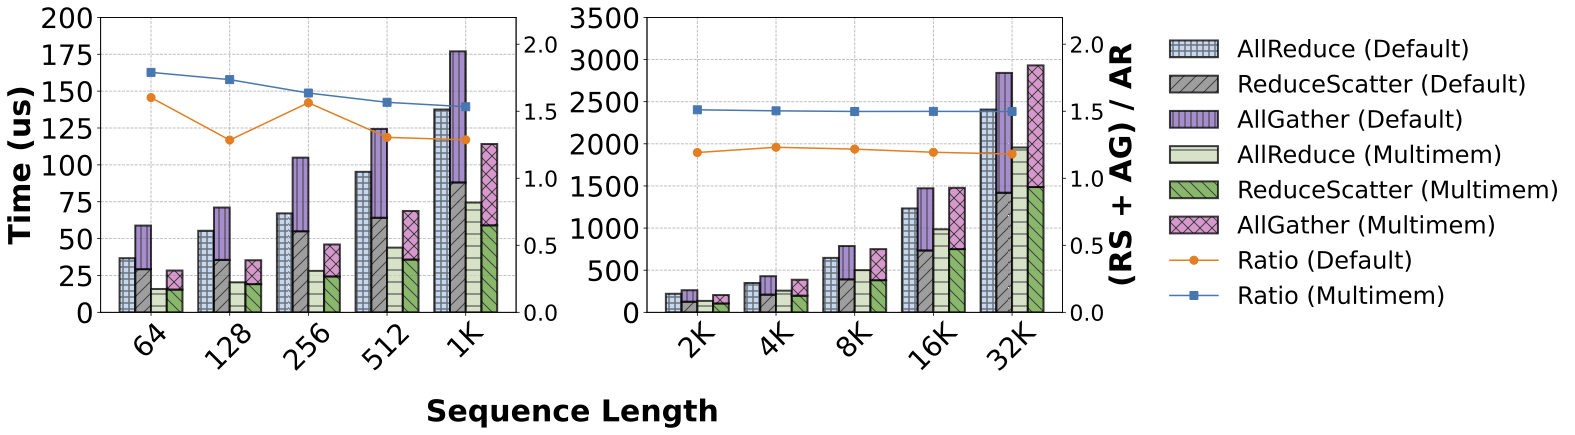 Time (us)
200
175
150
125
100
75
50
25
0
2.0
1.5
1.0
0.5
0.0
64
128
256
512
1K
3500
3000
2500
2000
1500
1000
500
0
2.0
1.5
1.0
0.5
0.0
2K
4K
8K
16K
32K
(RS + AG) / AR
Sequence Length
AllReduce (Default)
ReduceScatter (Default)
AllGather (Default)
AllReduce (Multimem)
ReduceScatter (Multimem)
AllGather (Multimem)
Ratio (Default)
Ratio (Multimem)